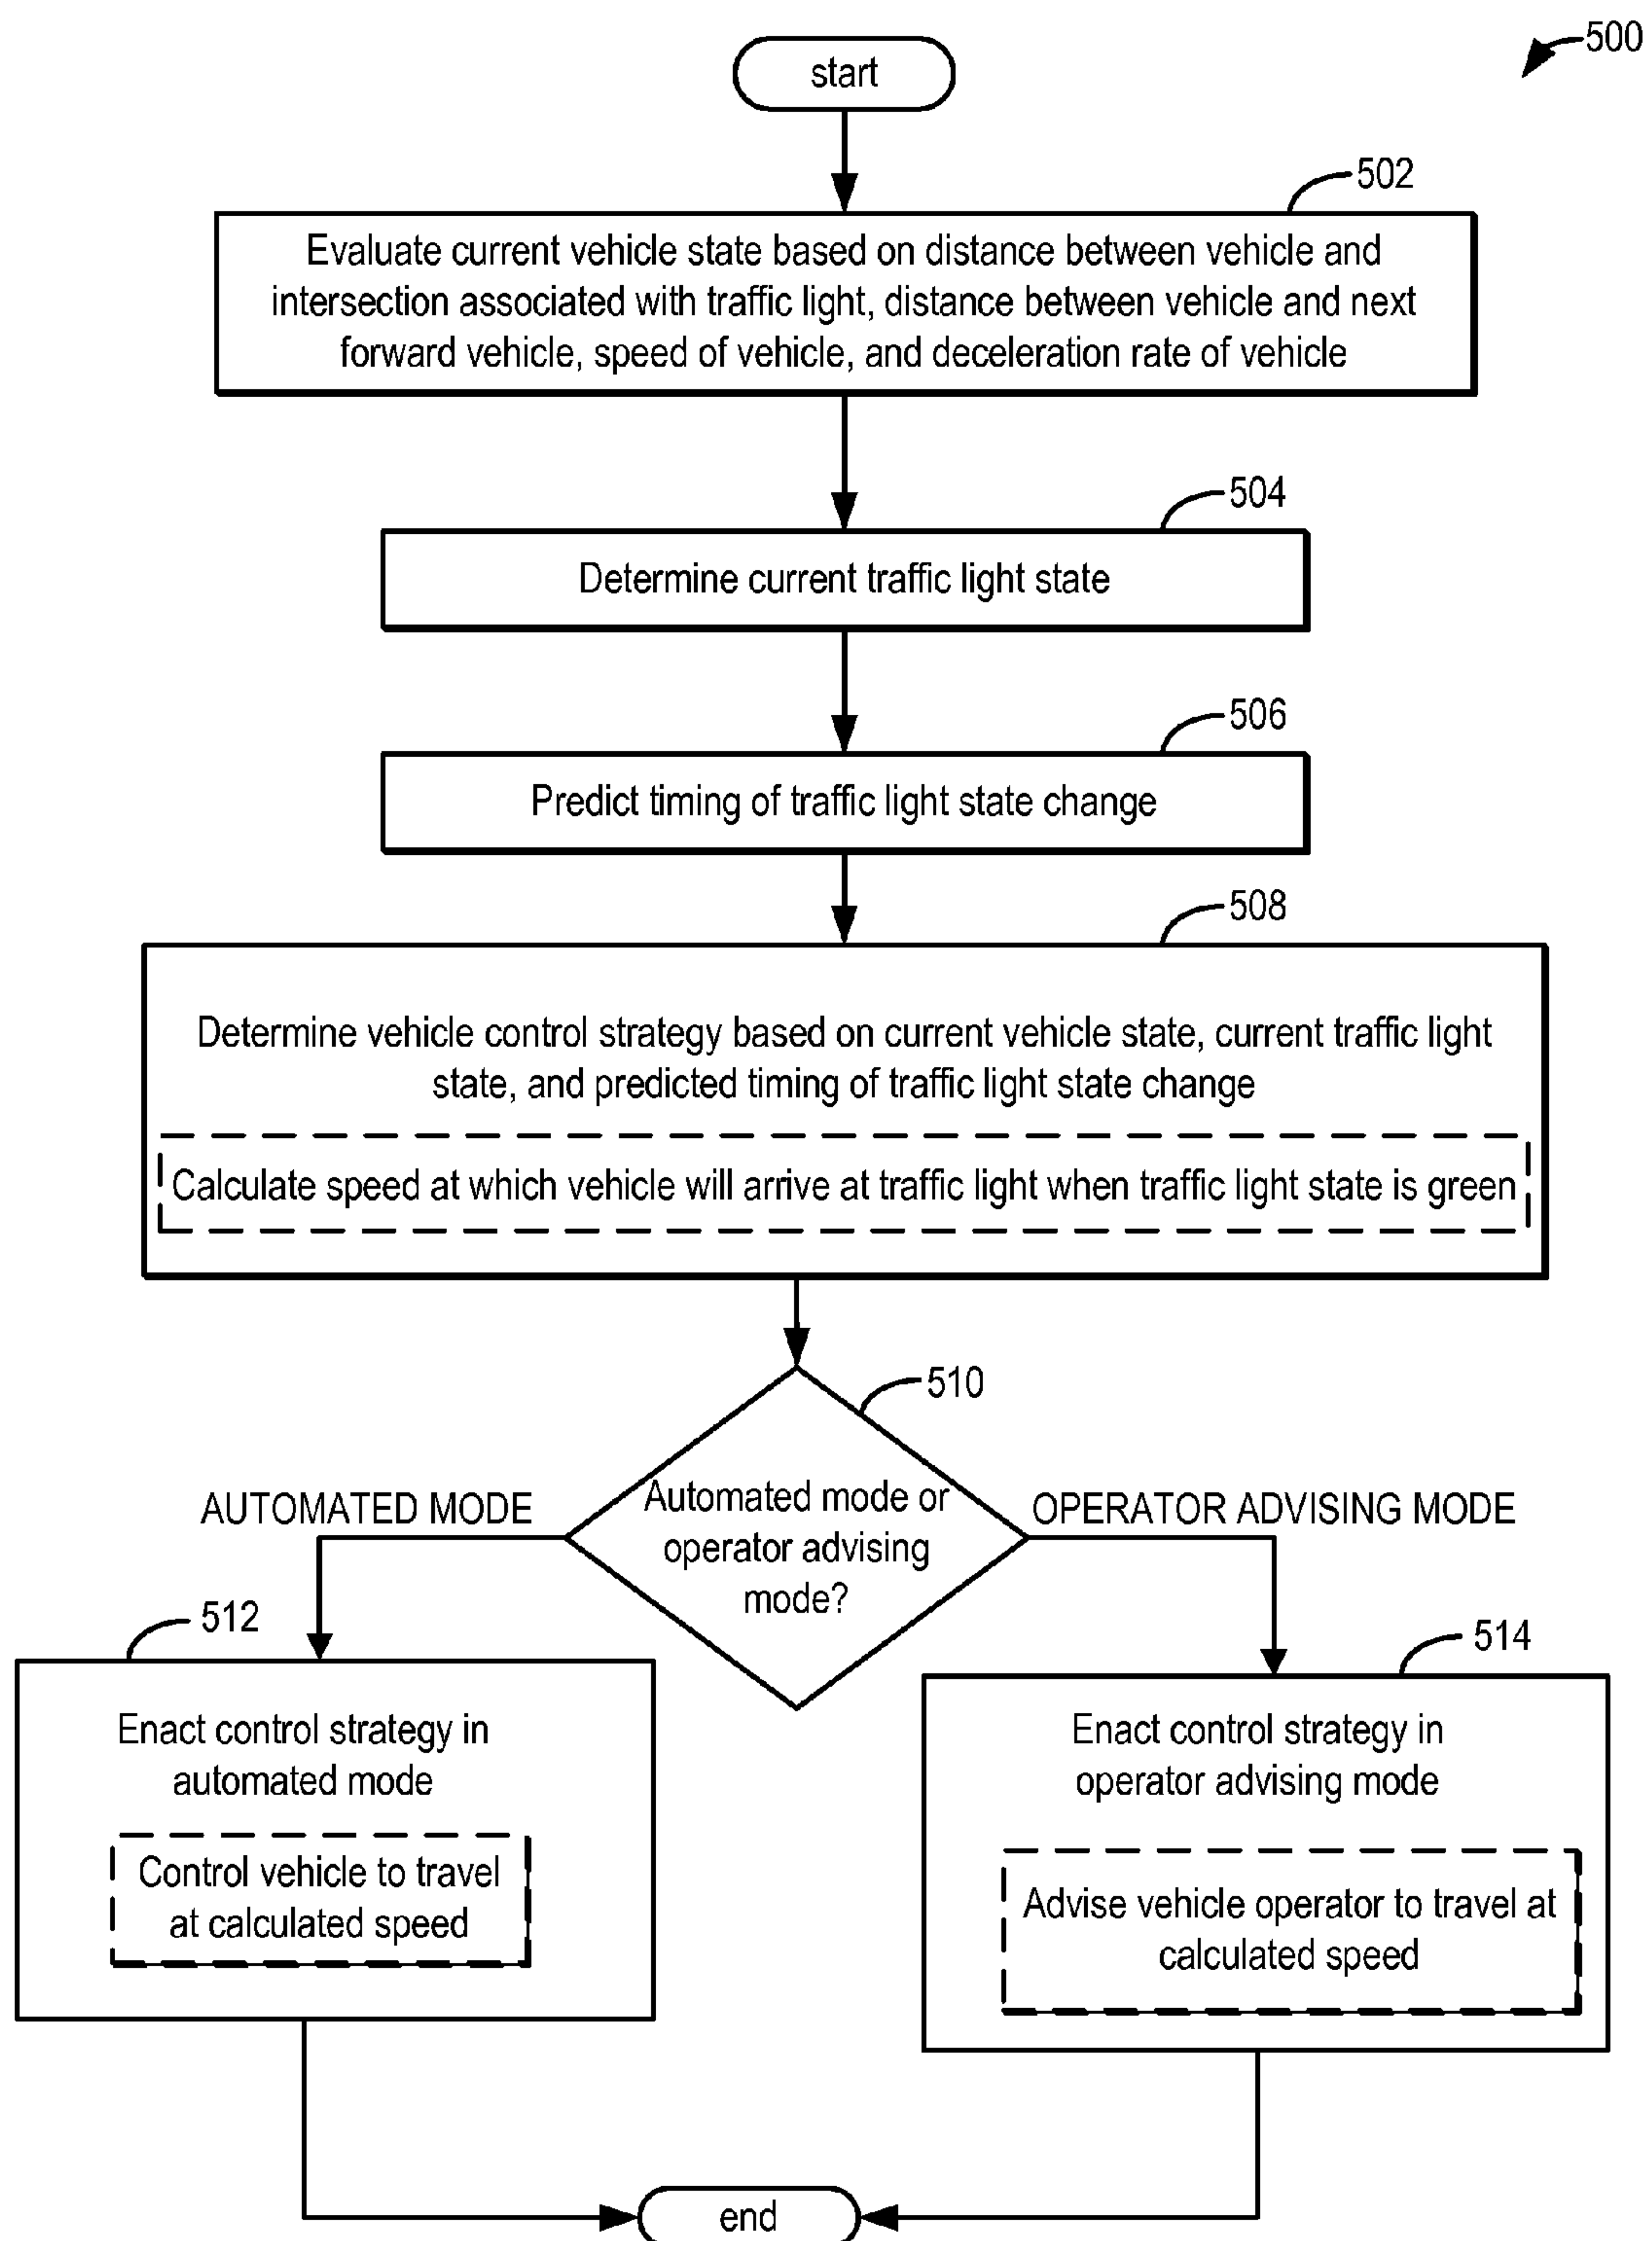 500
start
502
Evaluate current vehicle state based on distance between vehicle and
intersection associated with traffic light, distance between vehicle and next
forward vehicle, speed of vehicle, and deceleration rate of vehicle
504
Determine current traffic light state
506
Predict timing of traffic light state change
508
Determine vehicle control strategy based on current vehicle state, current traffic light
state, and predicted timing of traffic light state change
Calculate speed at which vehicle will arrive at traffic light when traffic light state is green
510
Automated mode or
operator advising
mode?
AUTOMATED MODE
OPERATOR ADVISING MODE
512
Enact control strategy in
automated mode
Control vehicle to travel
at calculated speed
514
Enact control strategy in
operator advising mode
Advise vehicle operator to travel at
calculated speed
end